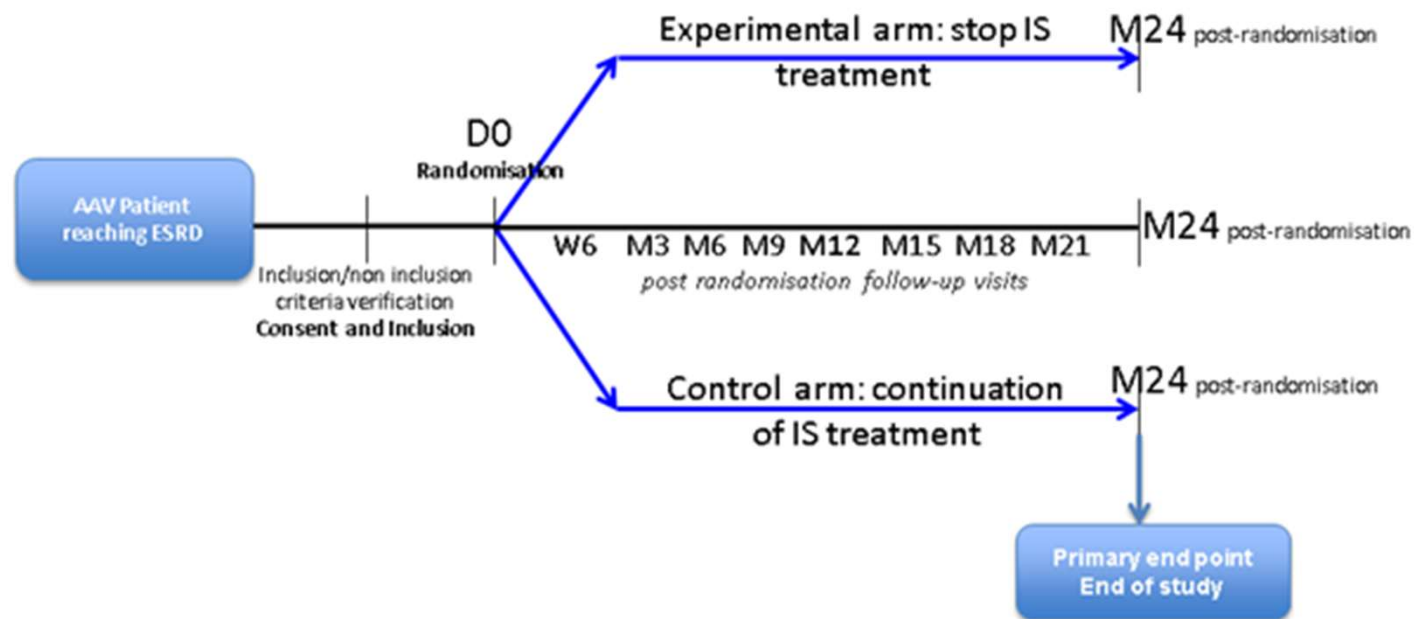 Experimental arm: stop IS
treatment
M24 post-randomisation
D0
Randomisation
AAV Patient
reaching ESRD
Inclusion/non inclusion
criteria verification
Consent and Inclusion
W6 M3 M6 M9 M12 M15 M18 M21
post randomisation follow-up visits
M24 post-randomisation
Control arm: continuation
of IS treatment
M24 post-randomisation
Primary end point
End of study